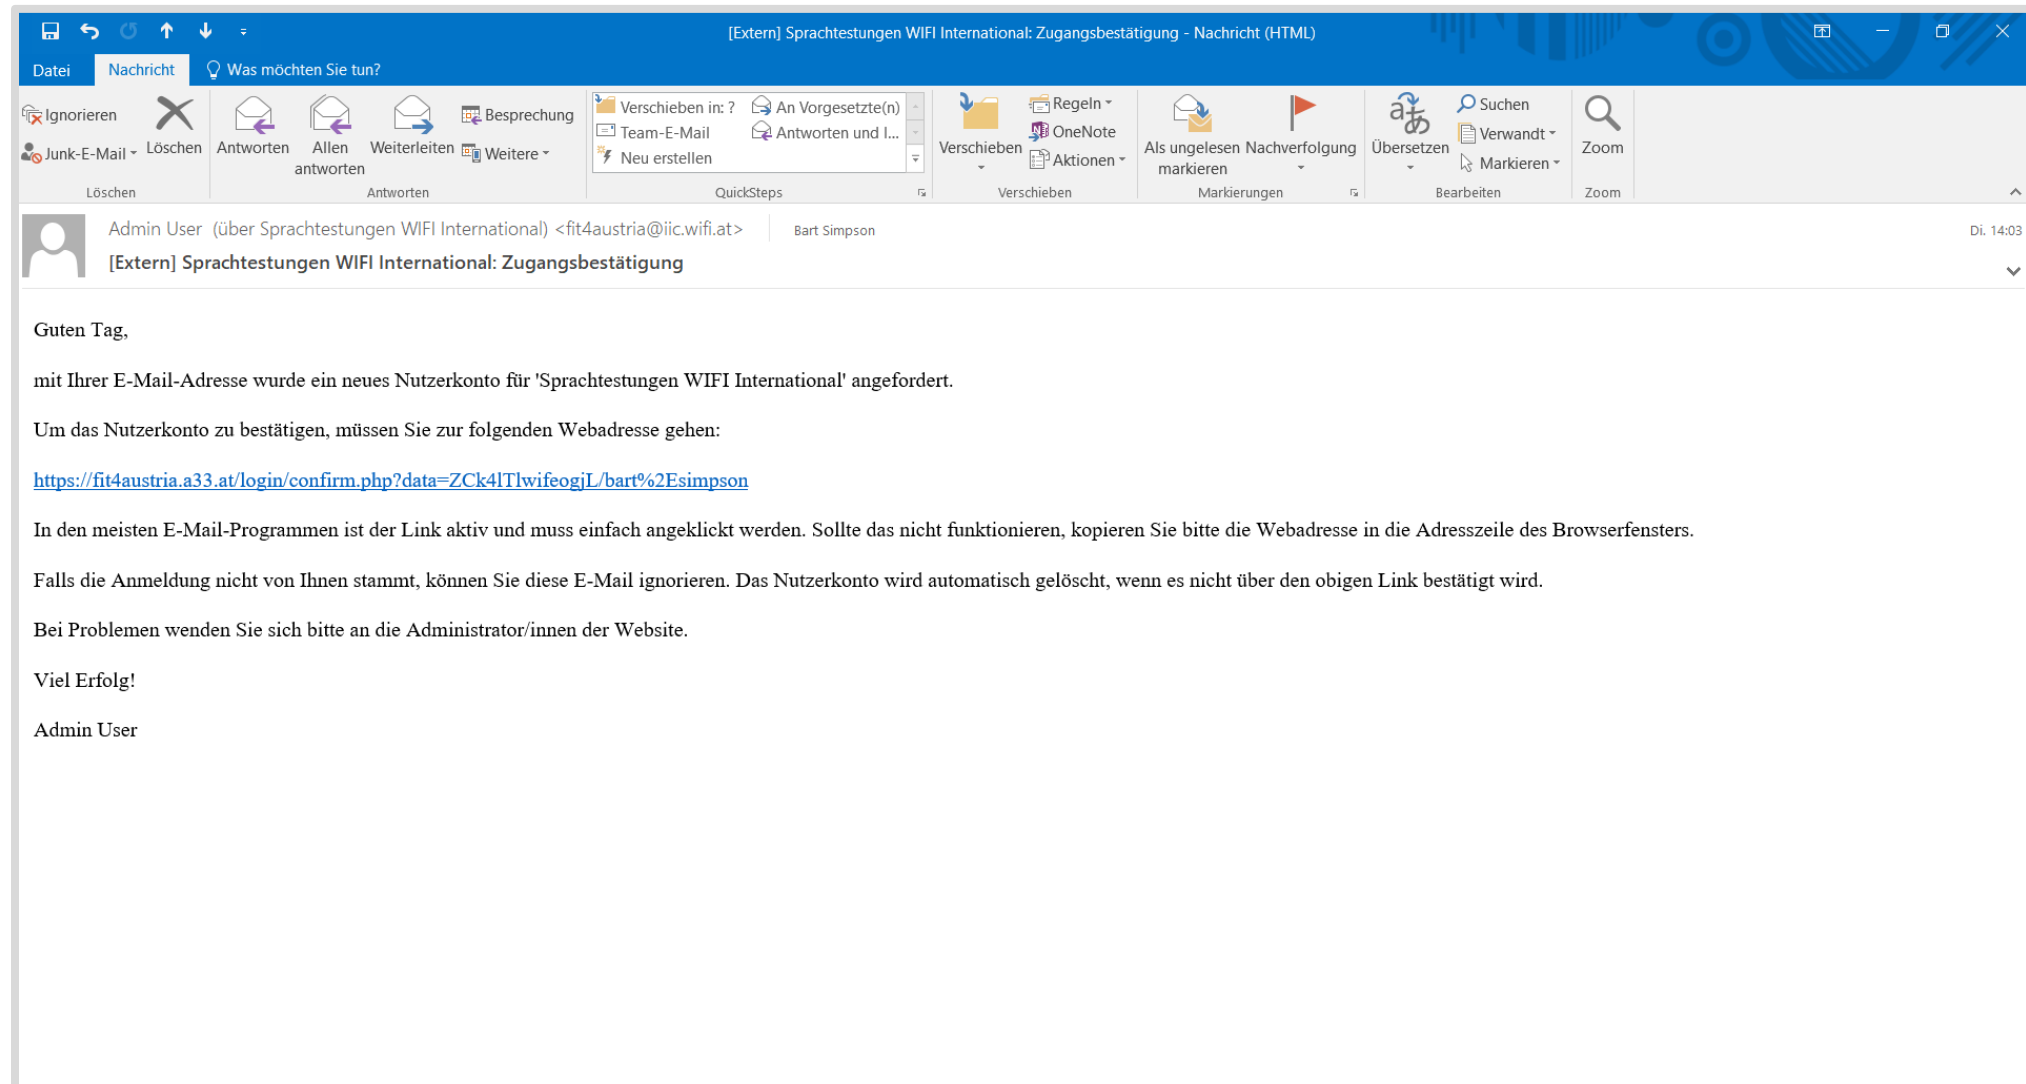 [Extern] Sprachtestungen WIFI International: Zugangsbestätigung - Nachricht (HTML)
Datei Nachricht Was möchten Sie tun?
Ignorieren
Junk-E-Mail
Löschen
Löschen
Antworten
Allen antworten
Weiterleiten
Besprechung
Weitere
Antworten
Verschieben in: ?
Team-E-Mail
Neu erstellen
An Vorgesetzte(n)
Antworten und l...
QuickSteps
Verschieben
Regeln
OneNote
Aktionen
Verschieben
Als ungelesen markieren
Nachverfolgung
Markierungen
Übersetzen
Suchen
Verwandt
Markieren
Bearbeiten
Zoom
Zoom
Admin User (über Sprachtestungen WIFI International) <fit4austria@iic.wifi.at> Bart Simpson Di. 14:03
[Extern] Sprachtestungen WIFI International: Zugangsbestätigung
Guten Tag,
mit Ihrer E-Mail-Adresse wurde ein neues Nutzerkonto für 'Sprachtestungen WIFI International' angefordert.
Um das Nutzerkonto zu bestätigen, müssen Sie zur folgenden Webadresse gehen:
https://fit4austria.a33.at/login/confirm.php?data=ZCk4lTlwifeogjL/bart%2Esimpson
In den meisten E-Mail-Programmen ist der Link aktiv und muss einfach angeklickt werden. Sollte das nicht funktionieren, kopieren Sie bitte die Webadresse in die Adresszeile des Browserfensters.
Falls die Anmeldung nicht von Ihnen stammt, können Sie diese E-Mail ignorieren. Das Nutzerkonto wird automatisch gelöscht, wenn es nicht über den obigen Link bestätigt wird.
Bei Problemen wenden Sie sich bitte an die Administrator/innen der Website.
Viel Erfolg!
Admin User